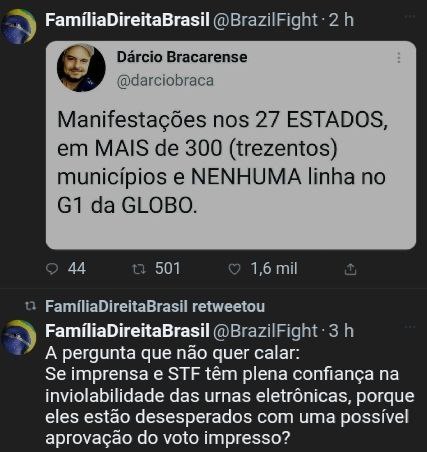 FamíliaDireitaBrasil @BrazilFight · 2 h
Dárcio Bracarense
@darciobraca
Manifestações nos 27 ESTADOS,
em MAIS de 300 (trezentos)
municípios e NENHUMA linha no
G1 da GLOBO.
44 501 1,6 mil
FamíliaDireitaBrasil retweetou
FamíliaDireitaBrasil @BrazilFight · 3 h
A pergunta que não quer calar:
Se imprensa e STF têm plena confiança na
inviolabilidade das urnas eletrônicas, porque
eles estão desesperados com uma possível
aprovação do voto impresso?